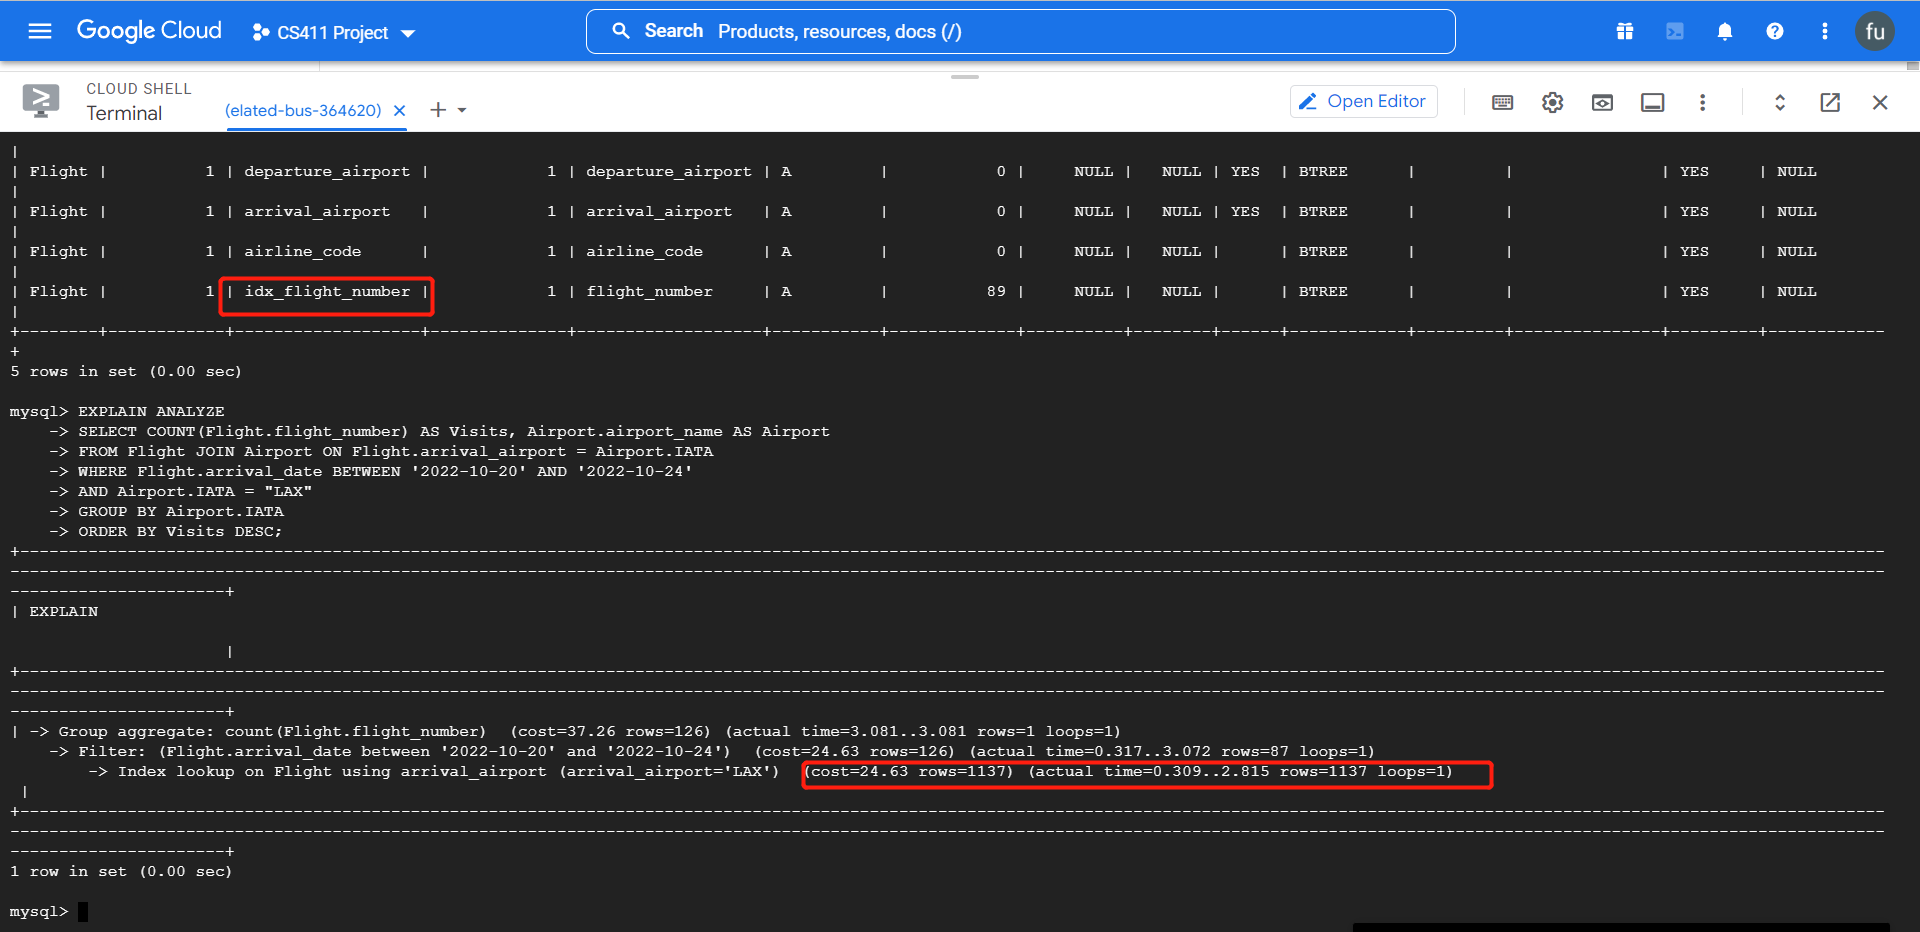 Google Cloud CS411 Project Search Products, resources, docs (/) fu
CLOUD SHELL
Terminal
(elated-bus-364620) Open Editor
|
| Flight | 1 | departure_airport | 1 | departure_airport | A | 0 | NULL | NULL | YES | BTREE | | | YES | NULL
|
| Flight | 1 | arrival_airport | 1 | arrival_airport | A | 0 | NULL | NULL | YES | BTREE | | | YES | NULL
|
| Flight | 1 | airline_code | 1 | airline_code | A | 0 | NULL | NULL | | BTREE | | | YES | NULL
|
| Flight | 1 | idx_flight_number | 1 | flight_number | A | 89 | NULL | NULL | | BTREE | | | YES | NULL
|
+--------+------------+-------------------+--------------+-------------------+-----------+-------------+----------+--------+------+------------+---------+---------------+---------+------------
+
5 rows in set (0.00 sec)
mysql> EXPLAIN ANALYZE
-> SELECT COUNT(Flight.flight_number) AS Visits, Airport.airport_name AS Airport
-> FROM Flight JOIN Airport ON Flight.arrival_airport = Airport.IATA
-> WHERE Flight.arrival_date BETWEEN '2022-10-20' AND '2022-10-24'
-> AND Airport.IATA = "LAX"
-> GROUP BY Airport.IATA
-> ORDER BY Visits DESC;
| EXPLAIN
|
| -> Group aggregate: count(Flight.flight_number) (cost=37.26 rows=126) (actual time=3.081..3.081 rows=1 loops=1)
-> Filter: (Flight.arrival_date between '2022-10-20' and '2022-10-24') (cost=24.63 rows=126) (actual time=0.317..3.072 rows=87 loops=1)
-> Index lookup on Flight using arrival_airport (arrival_airport='LAX') (cost=24.63 rows=1137) (actual time=0.309..2.815 rows=1137 loops=1)
|
1 row in set (0.00 sec)
mysql>